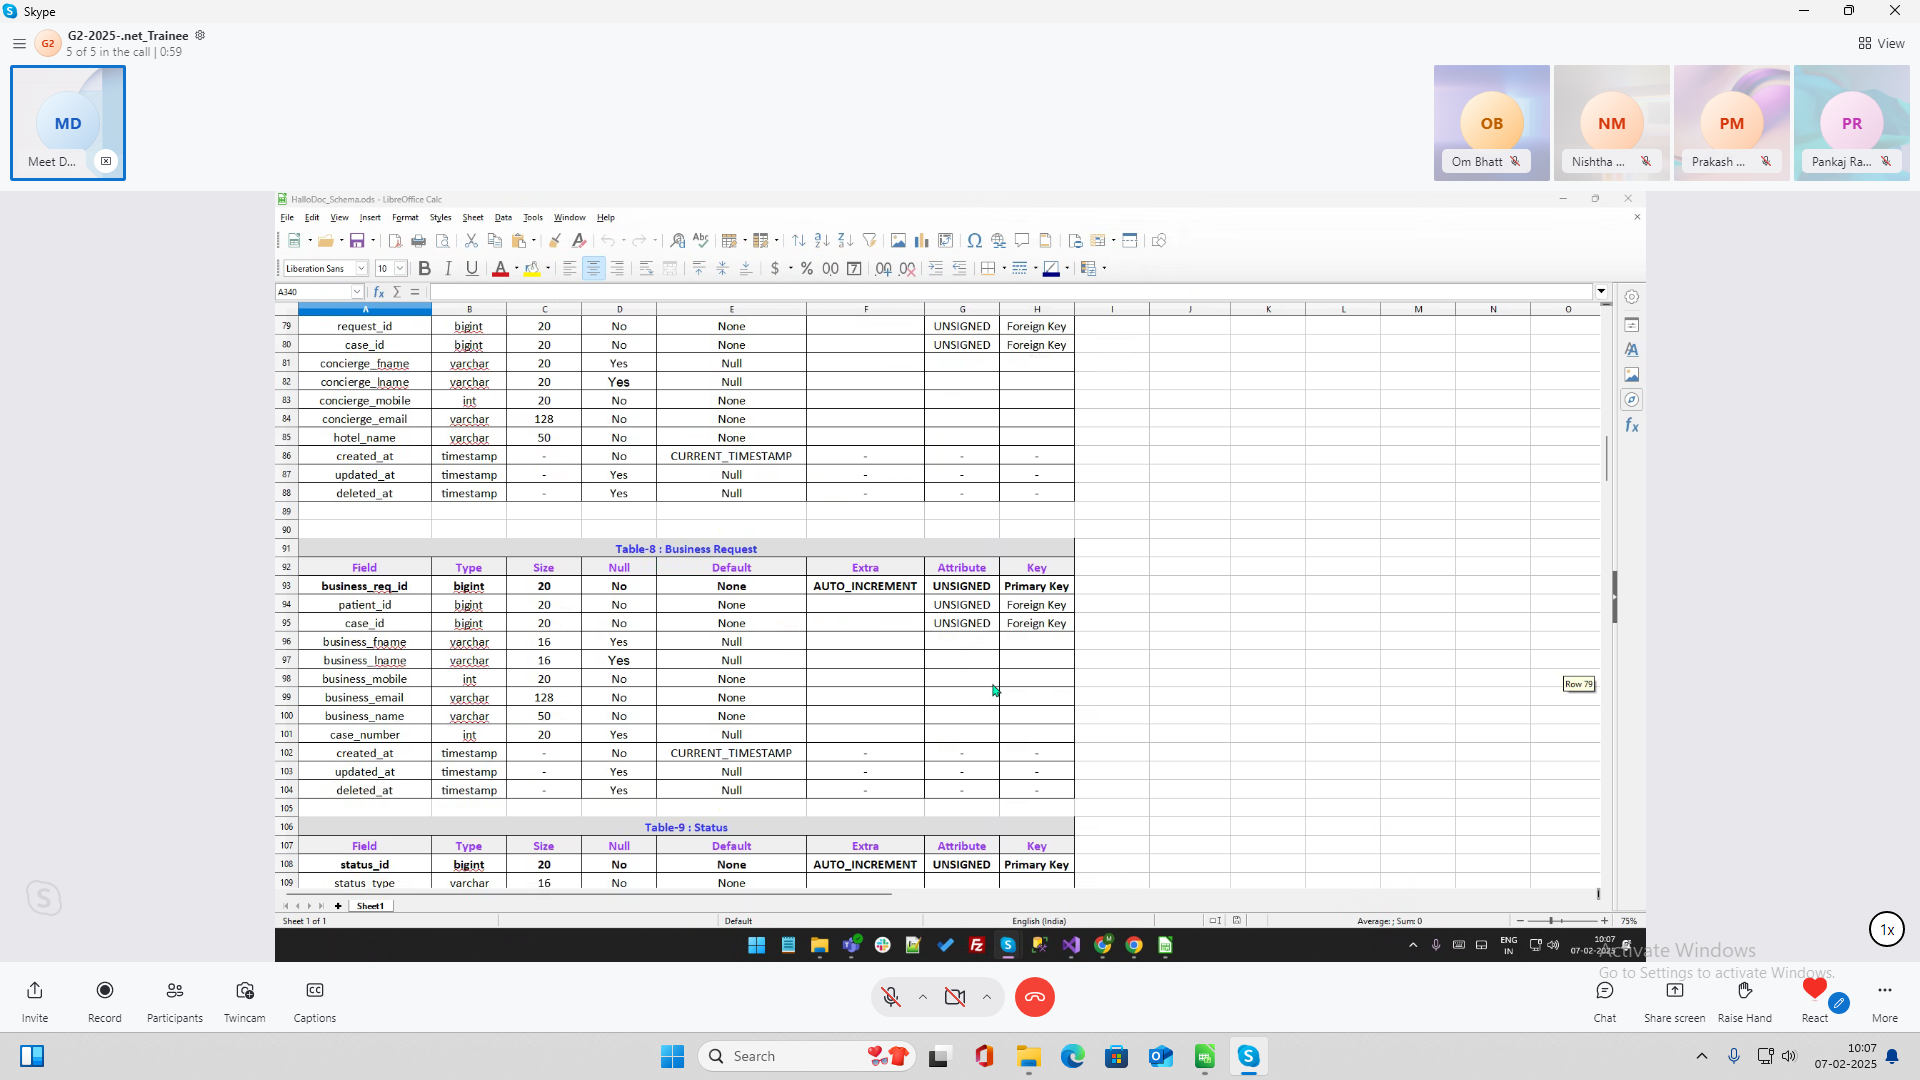 Skype
G2
G2-2025-.net_Trainee
5 of 5 in the call | 0:59
View
MD
Meet D...
OB
Om Bhatt
NM
Nishtha ...
PM
Prakash ...
PR
Pankaj Ra...
HalloDoc_Schema.ods - LibreOffice Calc
File Edit View Insert Format Styles Sheet Data Tools Window Help
Liberation Sans 10
A340
A B C D E F G H I J K L M N O
79 request_id bigint 20 No None UNSIGNED Foreign Key
80 case_id bigint 20 No None UNSIGNED Foreign Key
81 concierge_fname varchar 20 Yes Null
82 concierge_lname varchar 20 Yes Null
83 concierge_mobile int 20 No None
84 concierge_email varchar 128 No None
85 hotel_name varchar 50 No None
86 created_at timestamp - No CURRENT_TIMESTAMP - - -
87 updated_at timestamp - Yes Null - - -
88 deleted_at timestamp - Yes Null - - -
89
90
91 Table-8 : Business Request
92 Field Type Size Null Default Extra Attribute Key
93 business_req_id bigint 20 No None AUTO_INCREMENT UNSIGNED Primary Key
94 patient_id bigint 20 No None UNSIGNED Foreign Key
95 case_id bigint 20 No None UNSIGNED Foreign Key
96 business_fname varchar 16 Yes Null
97 business_lname varchar 16 Yes Null
98 business_mobile int 20 No None
99 business_email varchar 128 No None
100 business_name varchar 50 No None
101 case_number int 20 Yes Null
102 created_at timestamp - No CURRENT_TIMESTAMP - - -
103 updated_at timestamp - Yes Null - - -
104 deleted_at timestamp - Yes Null - - -
105
106 Table-9 : Status
107 Field Type Size Null Default Extra Attribute Key
108 status_id bigint 20 No None AUTO_INCREMENT UNSIGNED Primary Key
109 status_type varchar 16 No None
Row 79
Sheet1
Sheet 1 of 1 Default English (India) Average: ; Sum: 0 75%
1x
ENG
IN
10:07
07-02-2025
Activate Windows
Go to Settings to activate Windows.
Invite
Record
Participants
Twincam
Captions
Chat
Share screen
Raise Hand
React
More
Search
10:07
07-02-2025